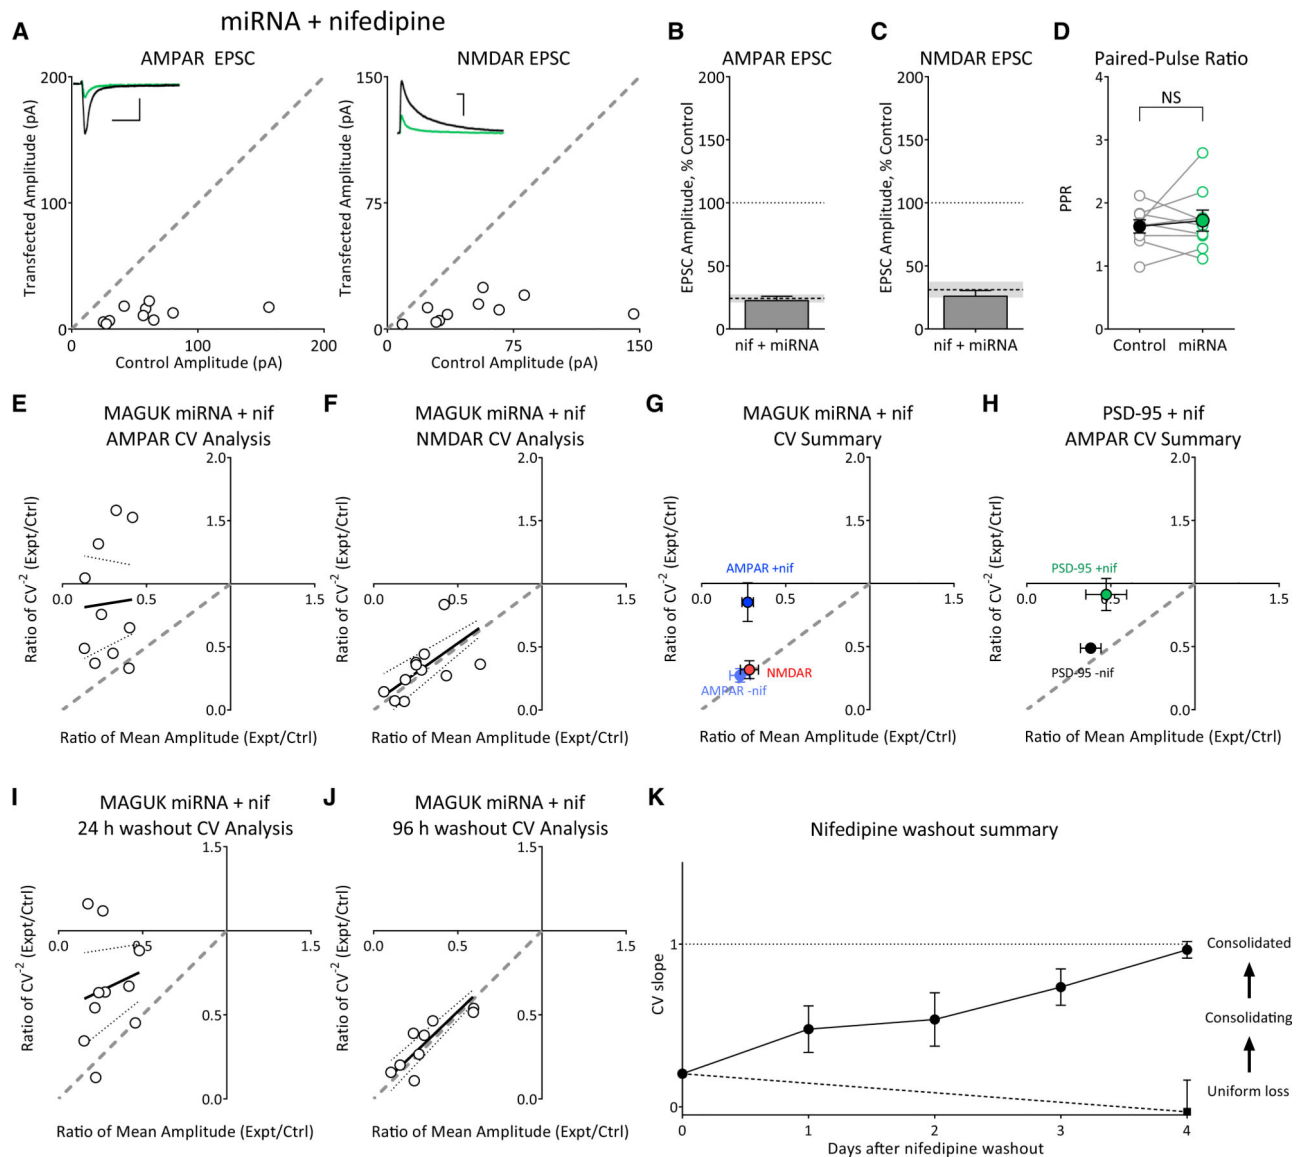 miRNA + nifedipine
A
AMPAR EPSC
Transfected Amplitude (pA)
200
100
0
0
100
200
Control Amplitude (pA)
NMDAR EPSC
Transfected Amplitude (pA)
150
75
0
0
75
150
Control Amplitude (pA)
B
AMPAR EPSC
EPSC Amplitude, % Control
200
150
100
50
0
nif + miRNA
C
NMDAR EPSC
EPSC Amplitude, % Control
200
150
100
50
0
nif + miRNA
D
Paired-Pulse Ratio
NS
PPR
4
3
2
1
0
Control
miRNA
E
MAGUK miRNA + nif
AMPAR CV Analysis
Ratio of CV-2 (Expt/Ctrl)
2.0
1.5
0.0
0.5
1.5
0.5
0.0
Ratio of Mean Amplitude (Expt/Ctrl)
F
MAGUK miRNA + nif
NMDAR CV Analysis
Ratio of CV-2 (Expt/Ctrl)
2.0
1.5
0.0
0.5
1.5
0.5
0.0
Ratio of Mean Amplitude (Expt/Ctrl)
G
MAGUK miRNA + nif
CV Summary
Ratio of CV-2 (Expt/Ctrl)
2.0
1.5
AMPAR +nif
0.0
0.5
1.5
0.5
NMDAR
AMPAR -nif
0.0
Ratio of Mean Amplitude (Expt/Ctrl)
H
PSD-95 + nif
AMPAR CV Summary
Ratio of CV-2 (Expt/Ctrl)
2.0
1.5
PSD-95 +nif
0.0
0.5
1.5
0.5
PSD-95 -nif
0.0
Ratio of Mean Amplitude (Expt/Ctrl)
I
MAGUK miRNA + nif
24 h washout CV Analysis
Ratio of CV-2 (Expt/Ctrl)
1.5
0.0
0.5
1.5
0.5
0.0
Ratio of Mean Amplitude (Expt/Ctrl)
J
MAGUK miRNA + nif
96 h washout CV Analysis
Ratio of CV-2 (Expt/Ctrl)
1.5
0.0
0.5
1.5
0.5
0.0
Ratio of Mean Amplitude (Expt/Ctrl)
K
Nifedipine washout summary
CV slope
1
0
Consolidated
Consolidating
Uniform loss
0
1
2
3
4
Days after nifedipine washout